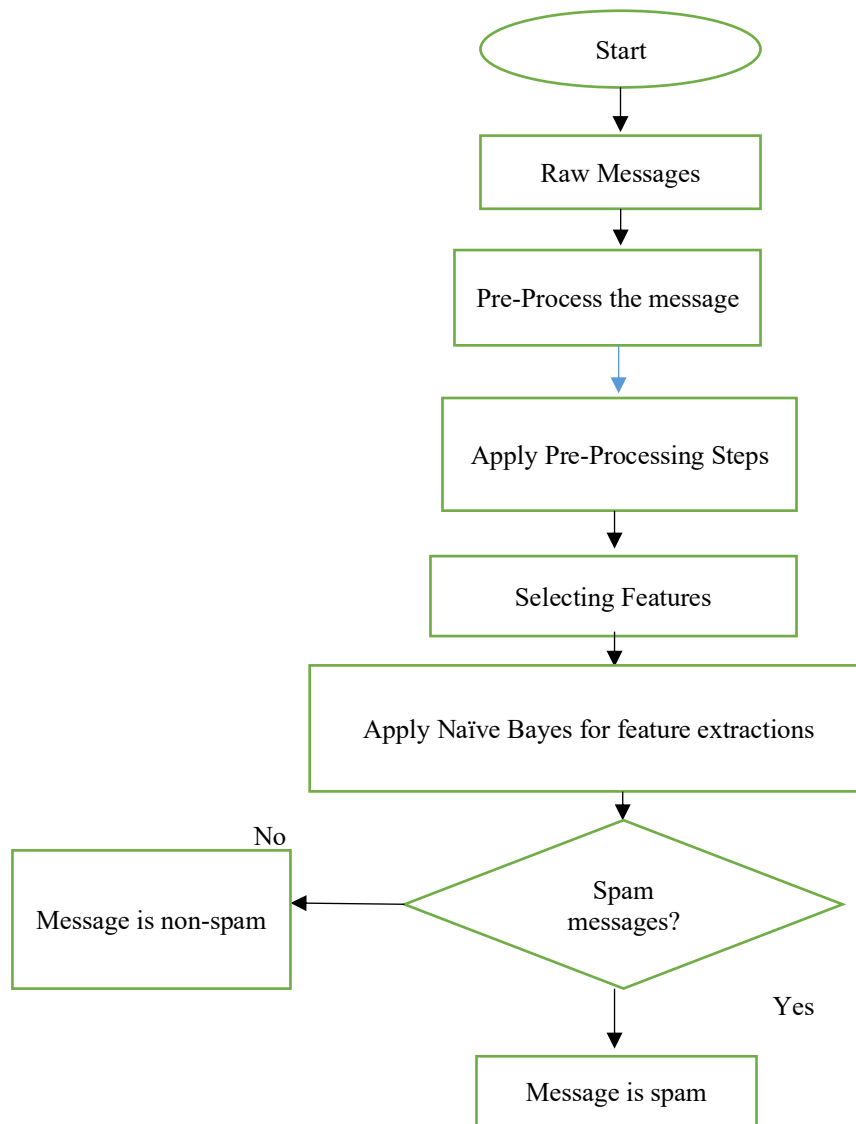 Start
Raw Messages
Pre-Process the message
Apply Pre-Processing Steps
Selecting Features
Apply Naïve Bayes for feature extractions
No
Message is non-spam
Spam
messages?
Yes
Message is spam